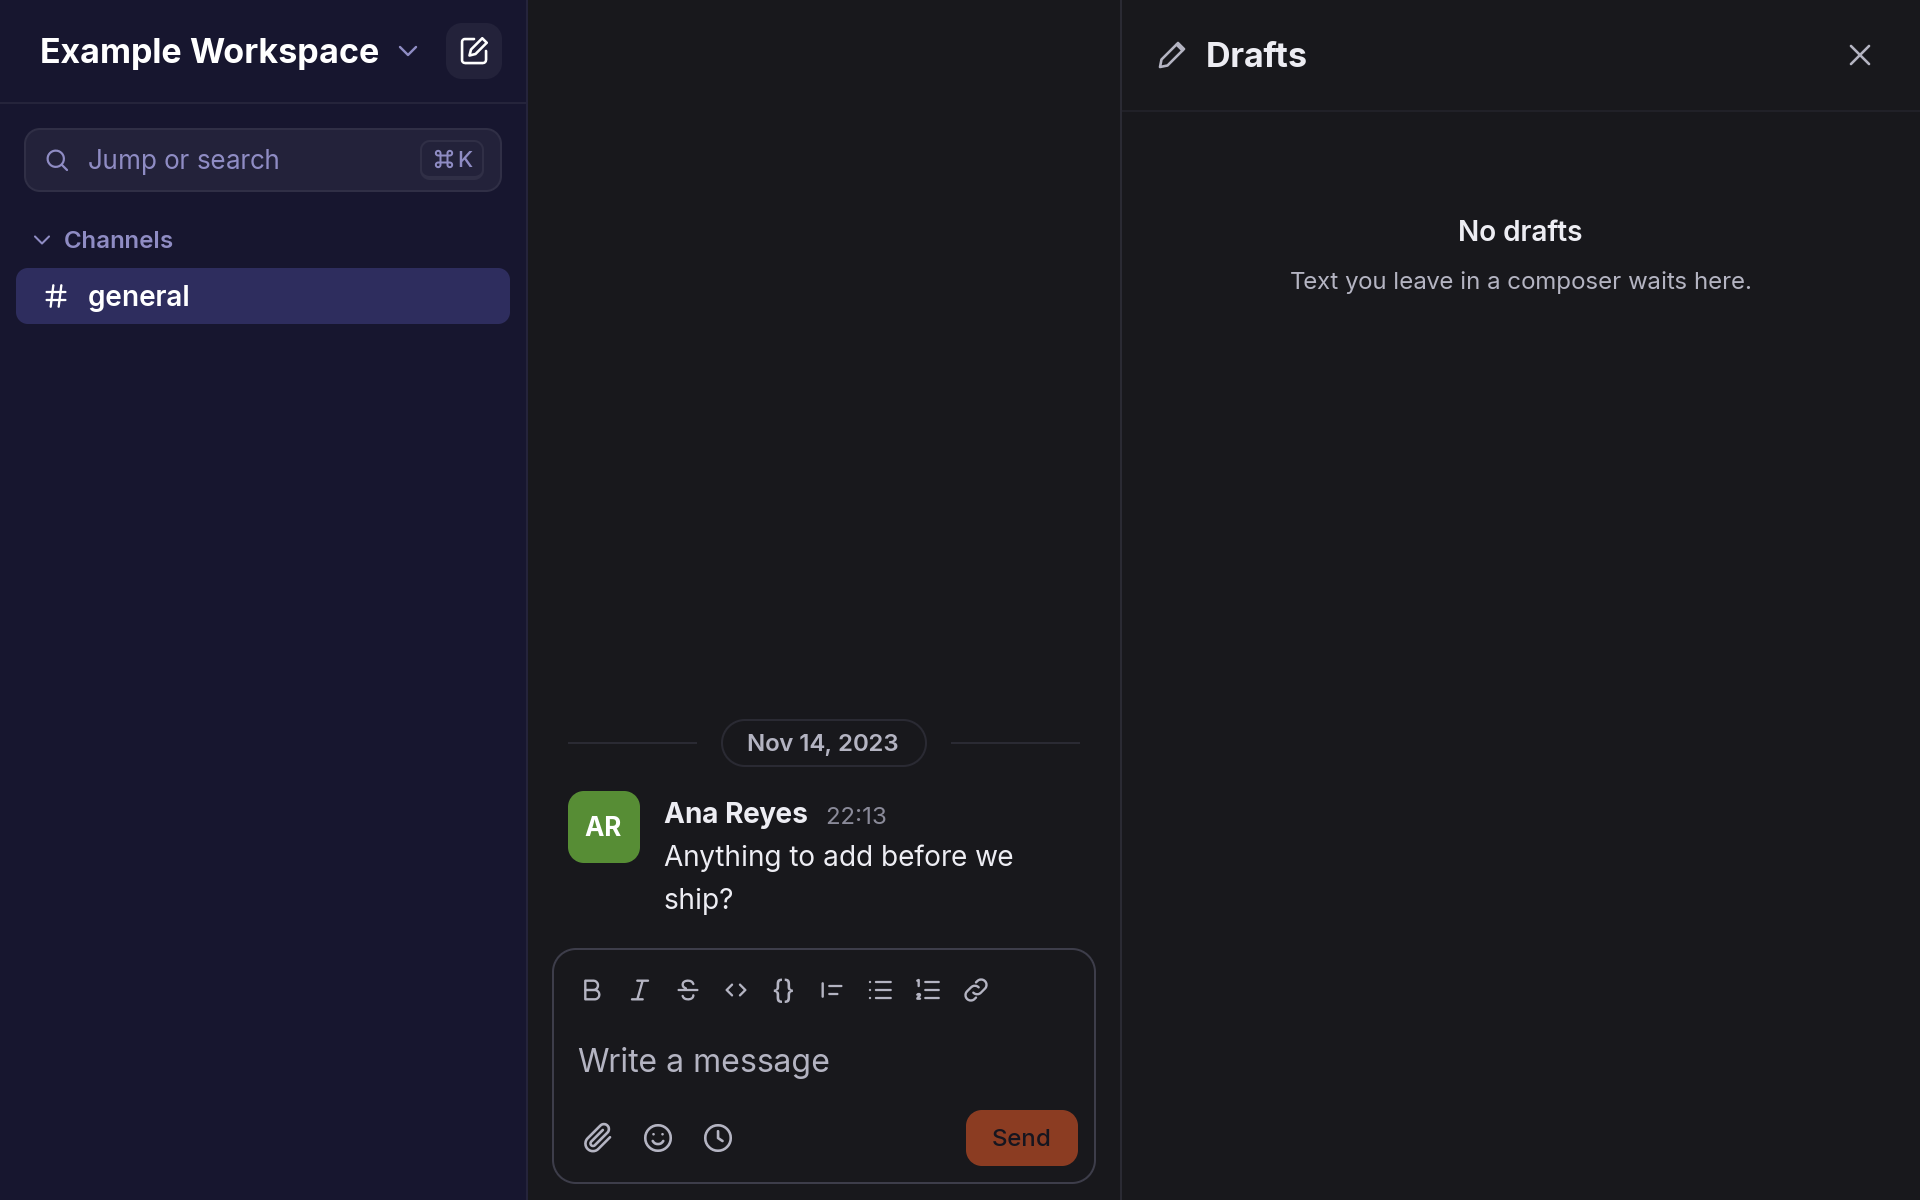 Example Workspace
Jump or search
⌘K
Channels
general
Nov 14, 2023
AR
Ana Reyes 22:13
Anything to add before we
ship?
Write a message
Send
Drafts
No drafts
Text you leave in a composer waits here.